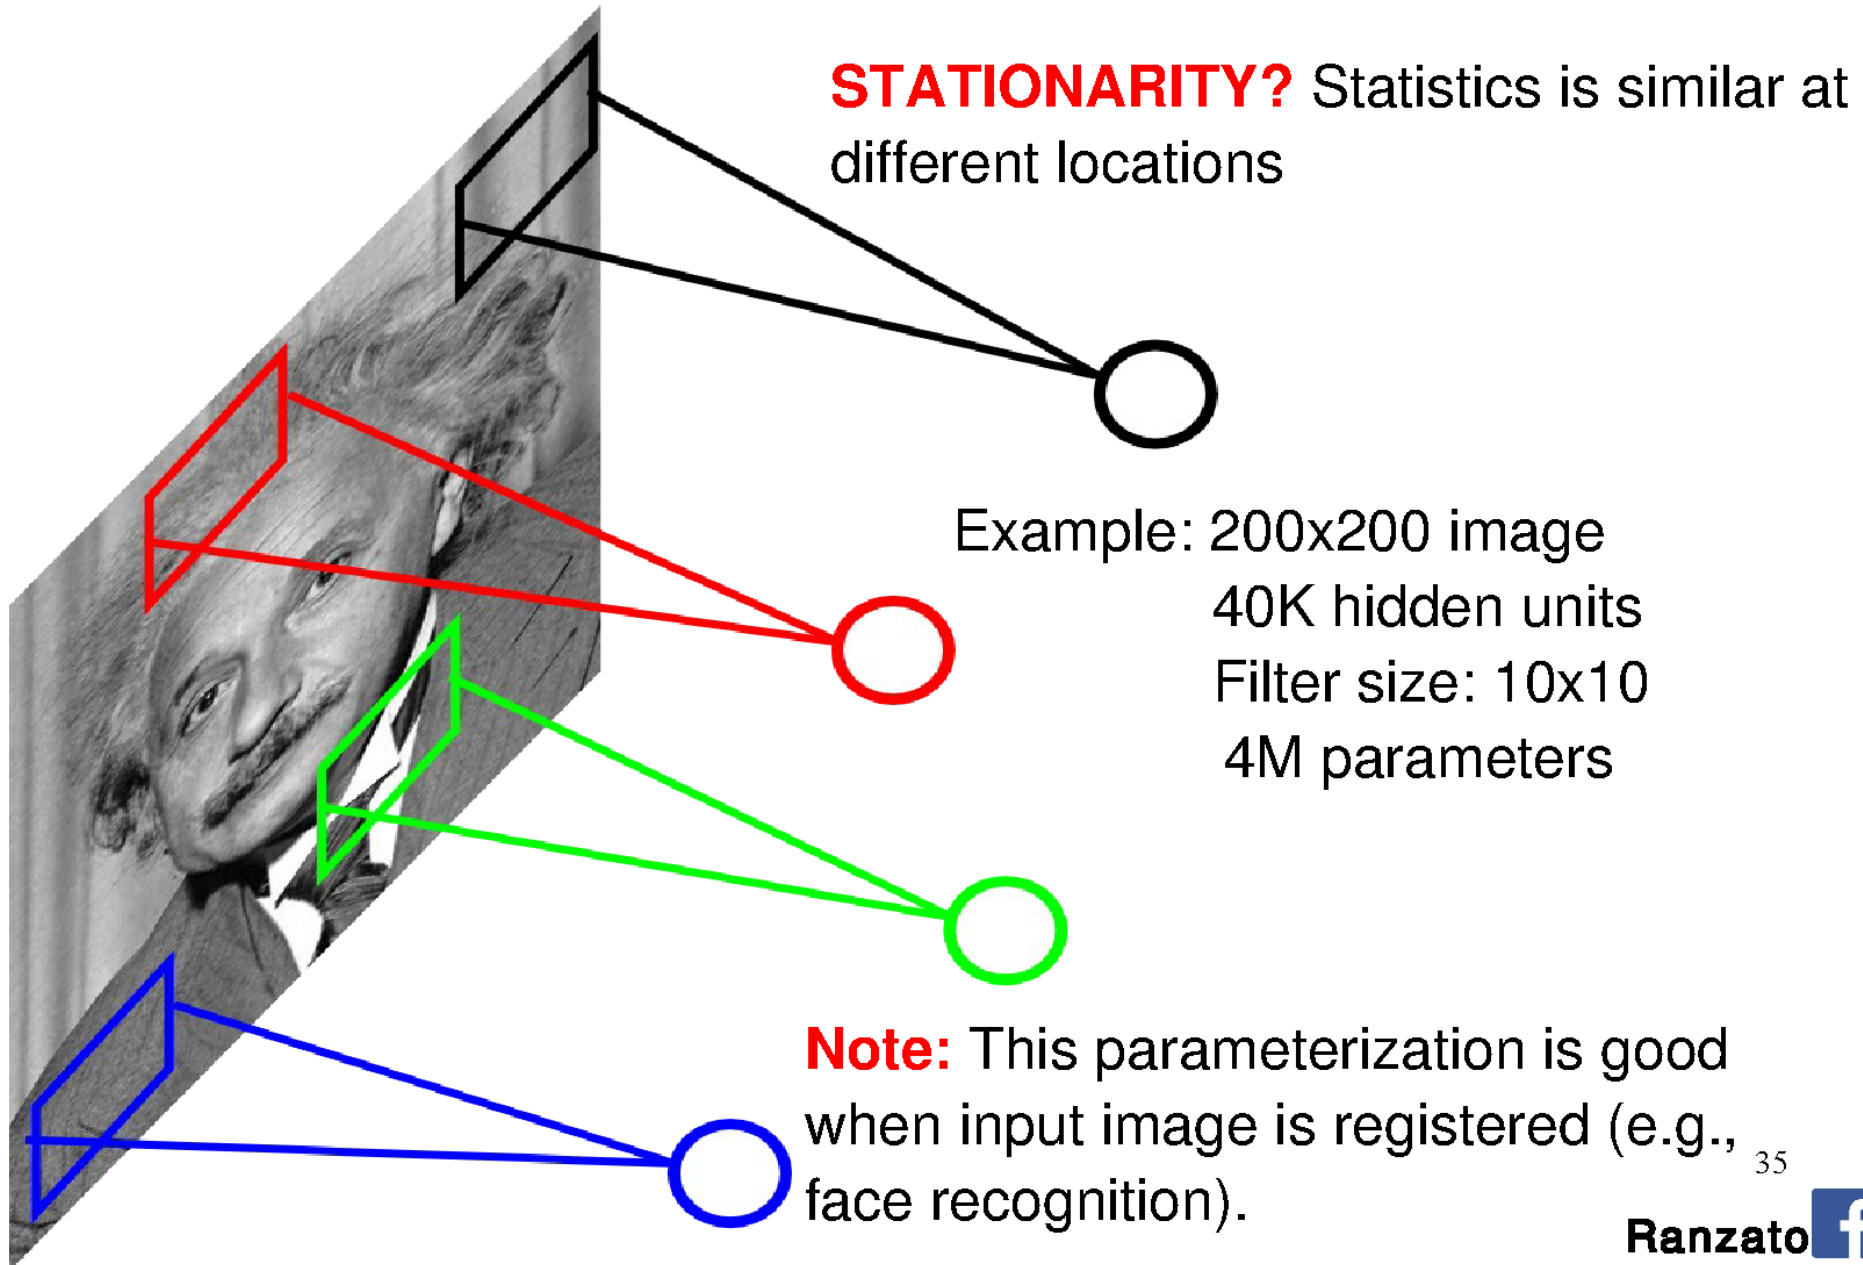 STATIONARITY? Statistics is similar at
different locations
Example: 200x200 image
40K hidden units
Filter size: 10x10
4M parameters
Note: This parameterization is good
when input image is registered (e.g.,
face recognition).
35
Ranzato
f